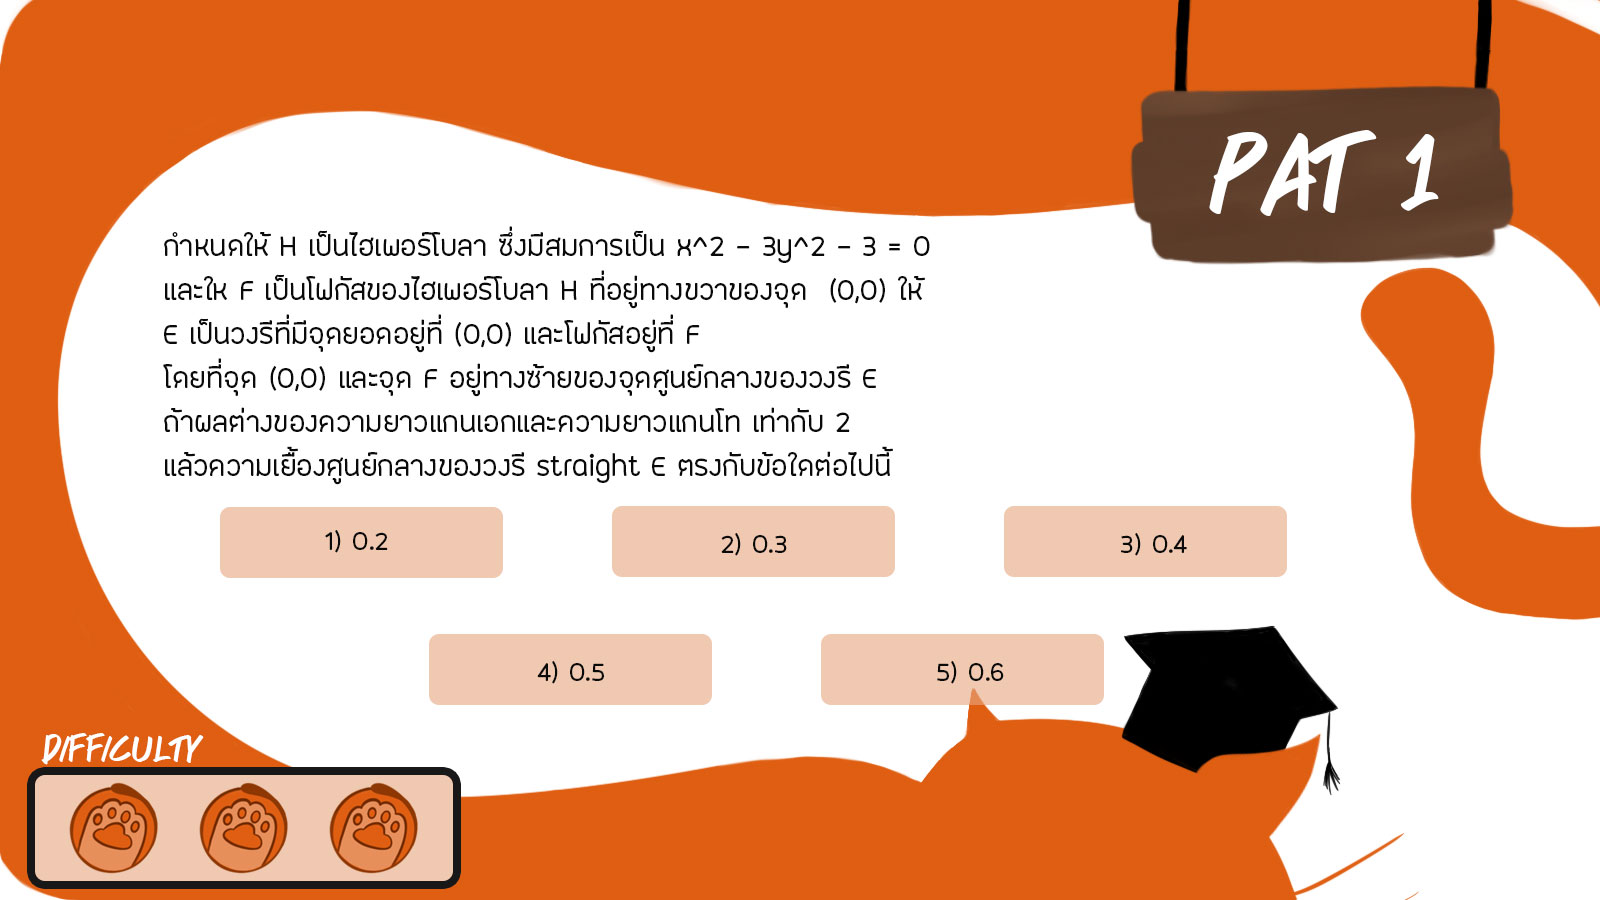 PAT 1
กำหนดให้ H เป็นไฮเพอร์โบลา ซึ่งมีสมการเป็น x^2 - 3y^2 - 3 = 0
และให F เป็นโฟกัสของไฮเพอร์โบลา H ที่อยู่ทางขวาของจุด (0,0) ให้
E เป็นวงรีที่มีจุดยอดอยู่ที่ (0,0) และโฟกัสอยู่ที่ F
โดยที่จุด (0,0) และจุด F อยู่ทางซ้ายของจุดศูนย์กลางของวงรี E
ถ้าผลต่างของความยาวแกนเอกและความยาวแกนโท เท่ากับ 2
แล้วความเยื้องศูนย์กลางของวงรี straight E ตรงกับข้อใดต่อไปนี้
1) 0.2
2) 0.3
3) 0.4
4) 0.5
5) 0.6
DIFFICULTY